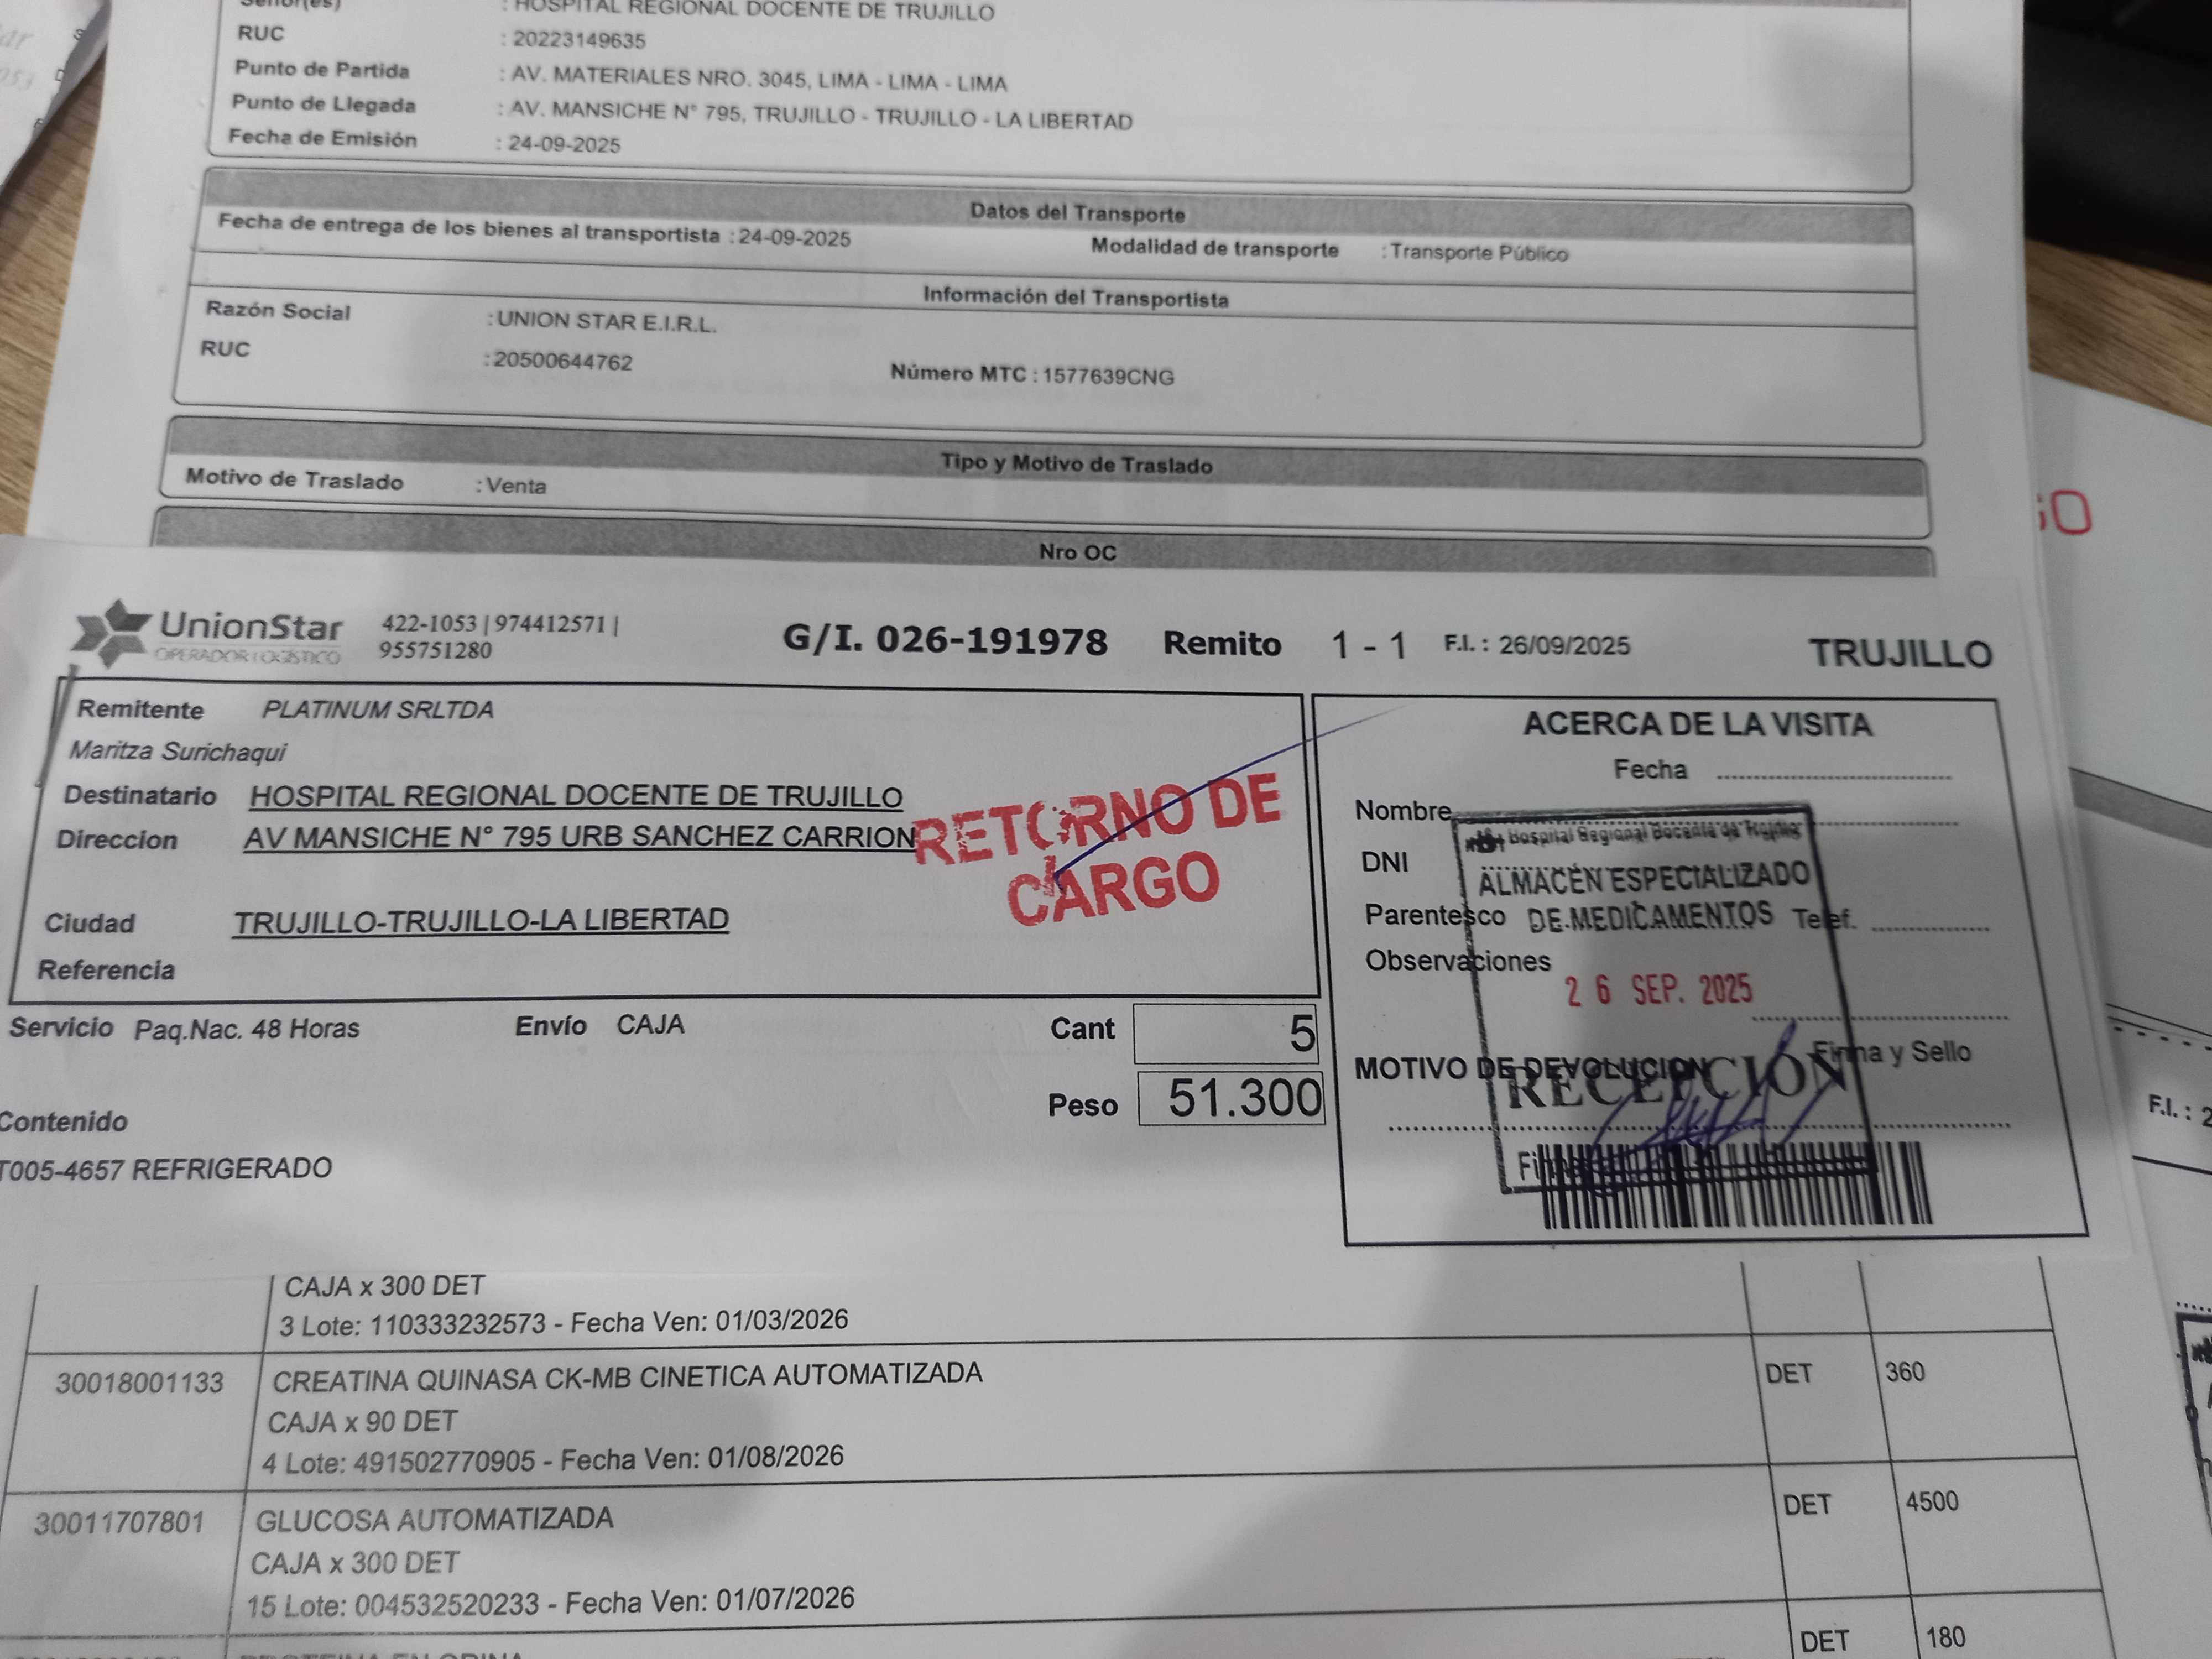 : HOSPITAL REGIONAL DOCENTE DE TRUJILLO
RUC : 20223149635
Punto de Partida : AV. MATERIALES NRO. 3045, LIMA - LIMA - LIMA
Punto de Llegada : AV. MANSICHE N° 795, TRUJILLO - TRUJILLO - LA LIBERTAD
Fecha de Emisión : 24-09-2025
Datos del Transporte
Fecha de entrega de los bienes al transportista : 24-09-2025 Modalidad de transporte : Transporte Público
Información del Transportista
Razón Social : UNION STAR E.I.R.L.
RUC : 20500644762 Número MTC : 1577639CNG
Tipo y Motivo de Traslado
Motivo de Traslado : Venta
Nro OC
UnionStar
OPERADOR LOGÍSTICO
422-1053 | 974412571 |
955751280
G/I. 026-191978 Remito 1 - 1 F.I. : 26/09/2025 TRUJILLO
Remitente PLATINUM SRLTDA
Maritza Surichaqui
Destinatario HOSPITAL REGIONAL DOCENTE DE TRUJILLO
Direccion AV MANSICHE N° 795 URB SANCHEZ CARRION
Ciudad TRUJILLO-TRUJILLO-LA LIBERTAD
Referencia
RETORNO DE
CARGO
Servicio Paq.Nac. 48 Horas Envío CAJA Cant 5
Peso 51.300
Contenido
T005-4657 REFRIGERADO
ACERCA DE LA VISITA
Fecha
Nombre
DNI
Parentesco Telef.
Observaciones
Firma y Sello
MOTIVO DE DEVOLUCION
Hospital Regional Docente de Trujillo
ALMACÉN ESPECIALIZADO
DE MEDICAMENTOS
26 SEP. 2025
RECEPCIÓN
CAJA x 300 DET
3 Lote: 110333232573 - Fecha Ven: 01/03/2026
30018001133 CREATINA QUINASA CK-MB CINETICA AUTOMATIZADA DET 360
CAJA x 90 DET
4 Lote: 491502770905 - Fecha Ven: 01/08/2026
30011707801 GLUCOSA AUTOMATIZADA DET 4500
CAJA x 300 DET
15 Lote: 004532520233 - Fecha Ven: 01/07/2026
DET 180
F.I. : 2